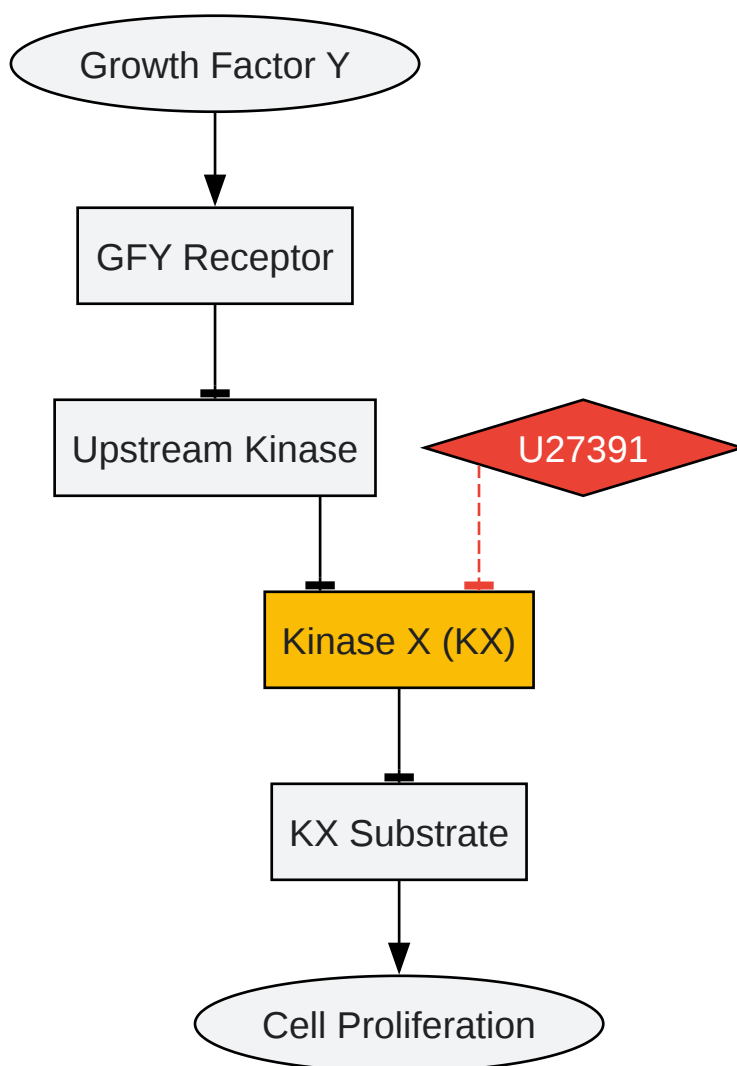 Growth Factor Y
GFY Receptor
Upstream Kinase
U27391
Kinase X (KX)
KX Substrate
Cell Proliferation